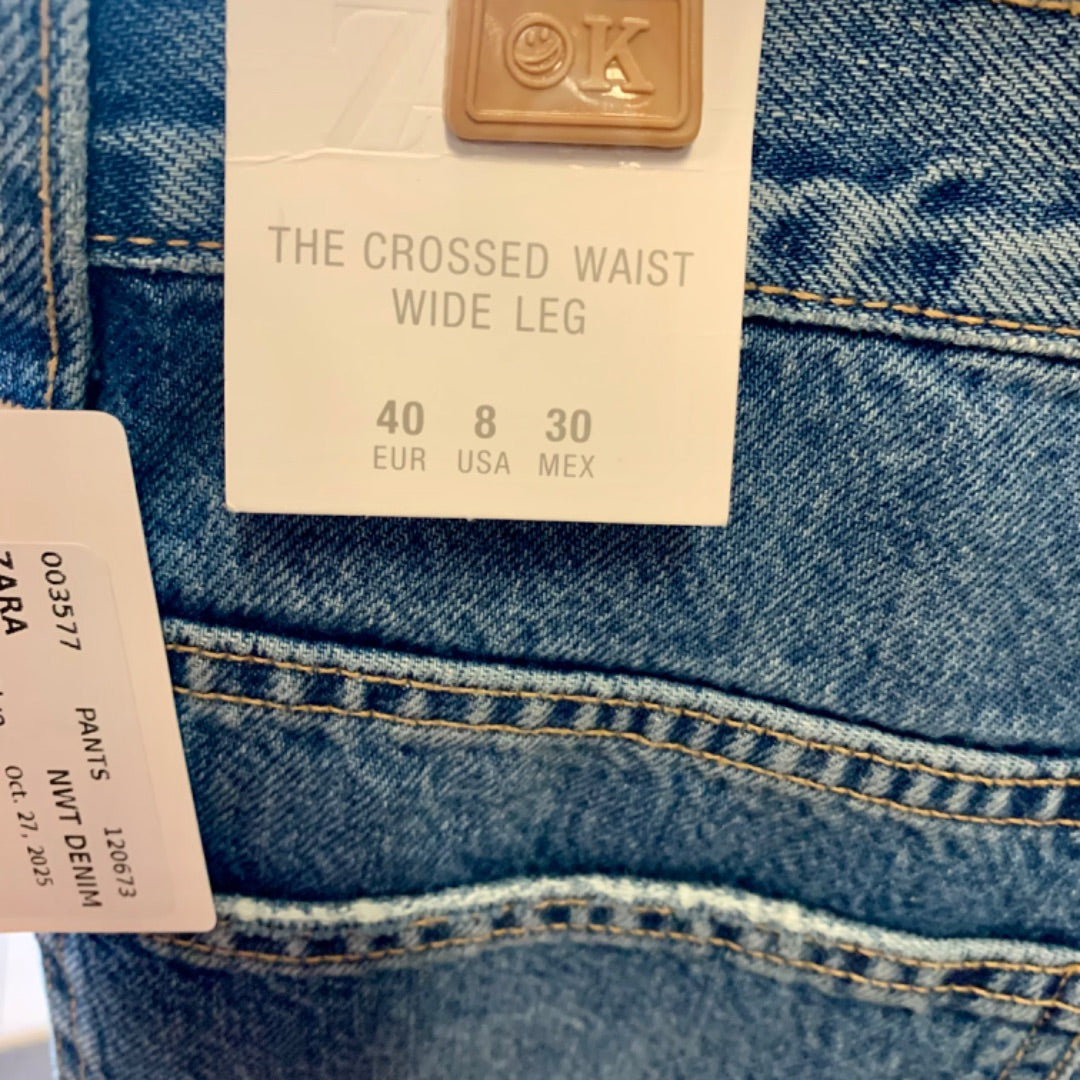 Z
OK
THE CROSSED WAIST
WIDE LEG
40 8 30
EUR USA MEX
003577 PANTS 120673
ZARA NWT DENIM
Oct. 27, 2025